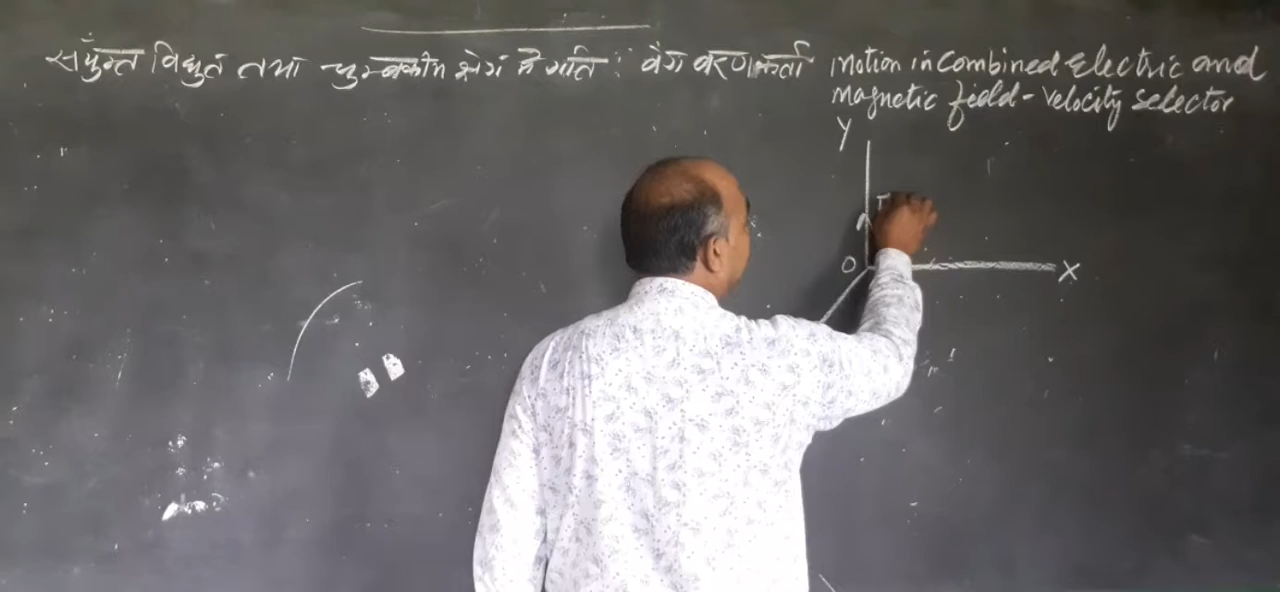 संयुक्त विधुत तथा चुम्बकीय क्षेत्रों में गति : वेग वरणकर्ता Motion in Combined Electric and
Magnetic field - Velocity Selector
Y
O
X